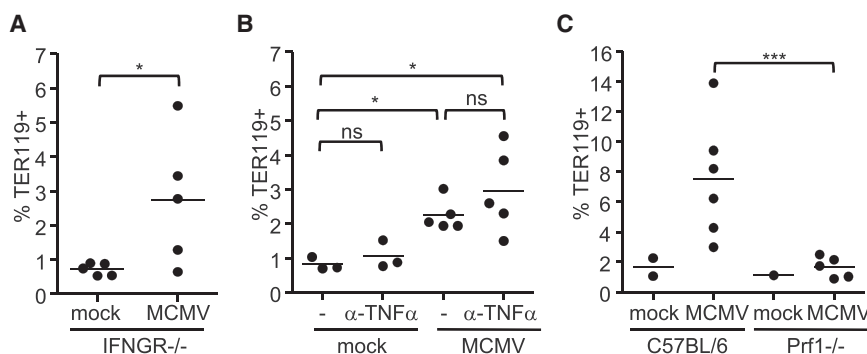 A
% TER119+
7
6
5
4
3
2
1
0
*
mock MCMV
IFNGR-/-
B
% TER119+
7
6
5
4
3
2
1
0
*
*
ns
ns
- α-TNFα - α-TNFα
mock MCMV
C
% TER119+
16
14
12
10
8
6
4
2
0
***
mock MCMV mock MCMV
C57BL/6 Prf1-/-